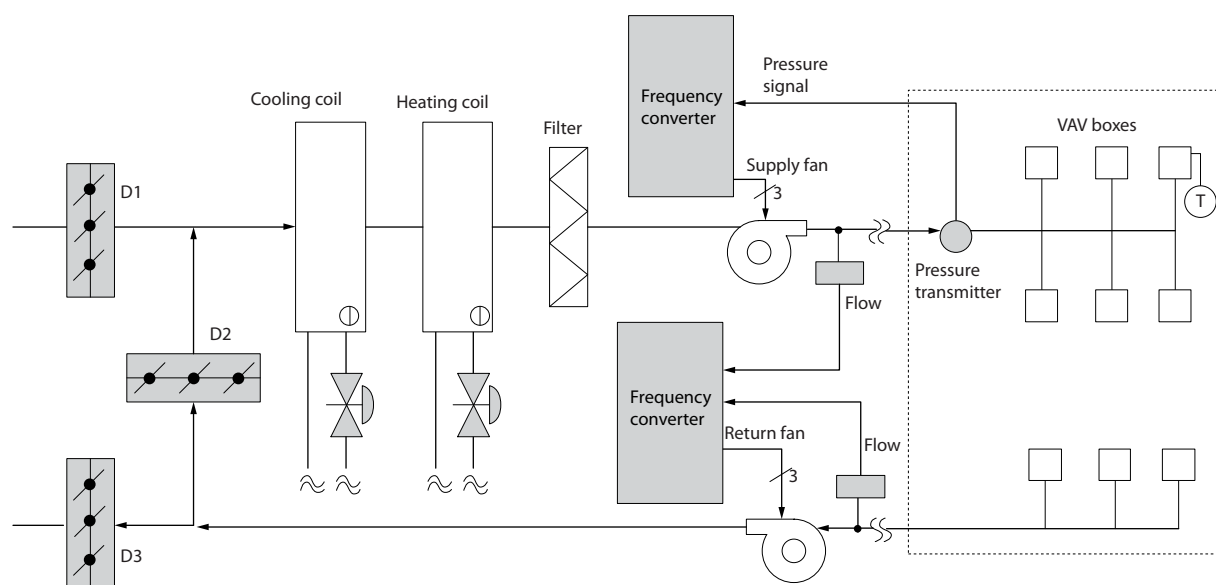 Pressure
signal
Cooling coil
Heating coil
Frequency
converter
VAV boxes
Filter
D1
Supply fan
3
T
Pressure
transmitter
Flow
D2
Frequency
converter
Return fan
Flow
3
D3